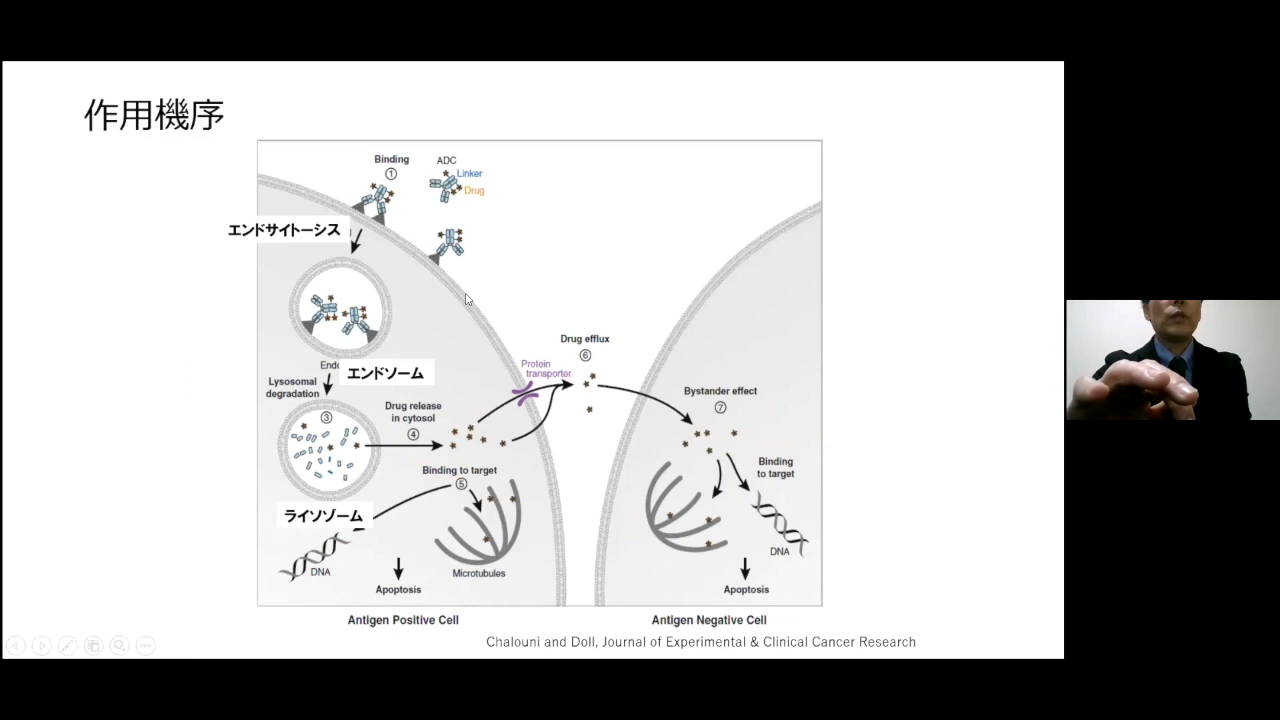 作用機序
Binding
①
ADC
Linker
Drug
エンドサイトーシス
エンドソーム
Lysosomal
degradation
③
Drug release
in cytosol
④
Protein
transporter
Drug efflux
⑥
Bystander effect
⑦
Binding to target
⑤
Binding
to target
ライソゾーム
DNA
Microtubules
DNA
Apoptosis
Apoptosis
Antigen Positive Cell
Antigen Negative Cell
Chalouni and Doll, Journal of Experimental & Clinical Cancer Research